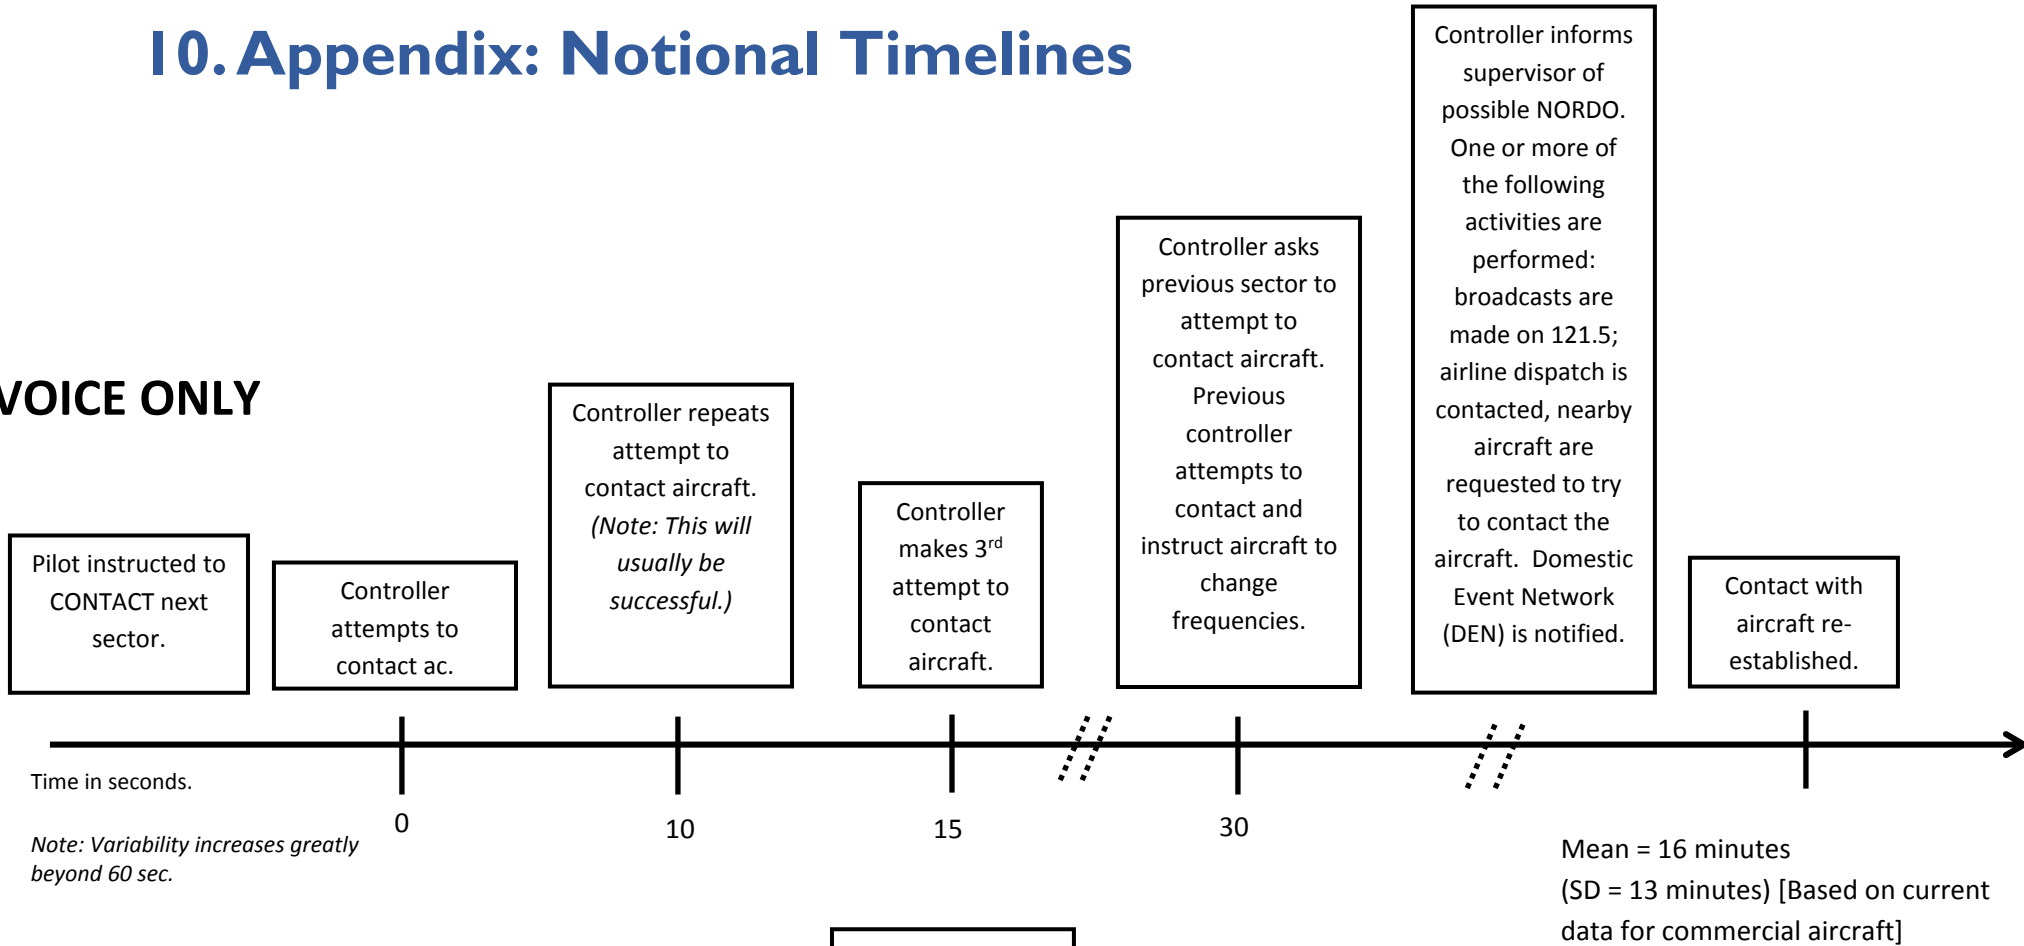 10. Appendix: Notional Timelines
VOICE ONLY
Pilot instructed to
CONTACT next
sector.
Controller
attempts to
contact ac.
Controller repeats
attempt to
contact aircraft.
(Note: This will
usually be
successful.)
Controller
makes 3rd
attempt to
contact
aircraft.
Controller asks
previous sector to
attempt to
contact aircraft.
Previous
controller
attempts to
contact and
instruct aircraft to
change
frequencies.
Controller informs
supervisor of
possible NORDO.
One or more of
the following
activities are
performed:
broadcasts are
made on 121.5;
airline dispatch is
contacted, nearby
aircraft are
requested to try
to contact the
aircraft.  Domestic
Event Network
(DEN) is notified.
Contact with
aircraft re-
established.
Time in seconds.
0
10
15
30
Note: Variability increases greatly
beyond 60 sec.
Mean = 16 minutes
(SD = 13 minutes) [Based on current
data for commercial aircraft]